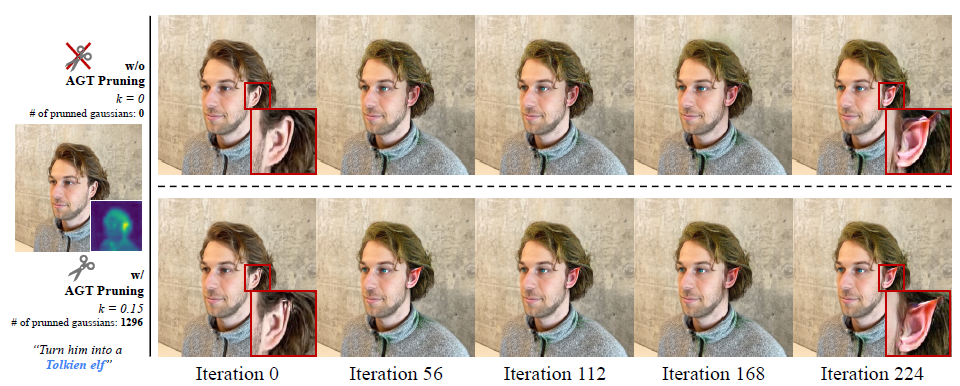 w/o
AGT Pruning
k = 0
# of prunned gaussians: 0
w/
AGT Pruning
k = 0.15
# of prunned gaussians: 1296
“Turn him into a
Tolkien elf”
Iteration 0
Iteration 56
Iteration 112
Iteration 168
Iteration 224